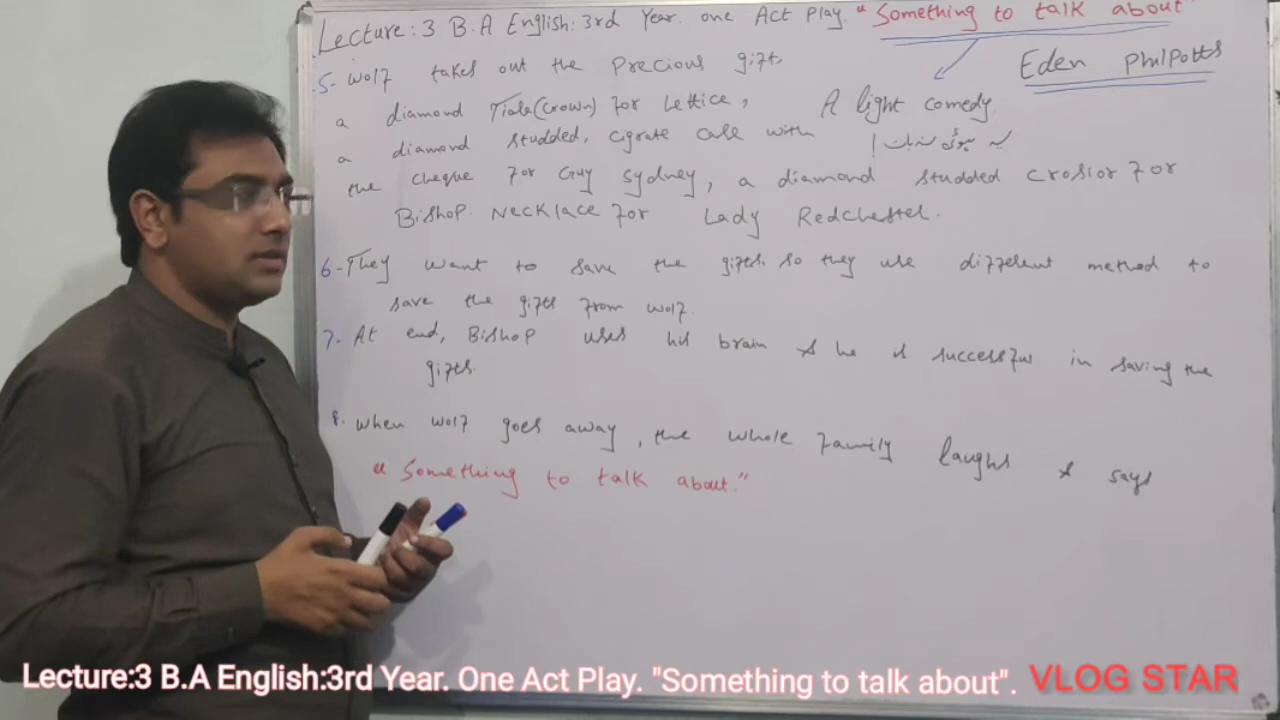 Lecture: 3 B.A English: 3rd Year. one Act Play. "Something to talk about"
Eden Philpotts
5- Wolf takes out the precious gift,
a diamond Tiala (Crown) for Lettice,
A light comedy
a diamond studded, cigrate case with
the cheque for Guy Sydney, a diamond studded crosior for
Bishop. Necklace for Lady Redchester.
6- They want to save the gifts. so they use different method to
save the gifts from wolf.
7. At end, Bishop uses his brain & he is successful in saving the
gifts.
8. when wolf goes away, the whole family laughs & says
"Something to talk about."
Lecture:3 B.A English:3rd Year. One Act Play. "Something to talk about".
VLOG STAR